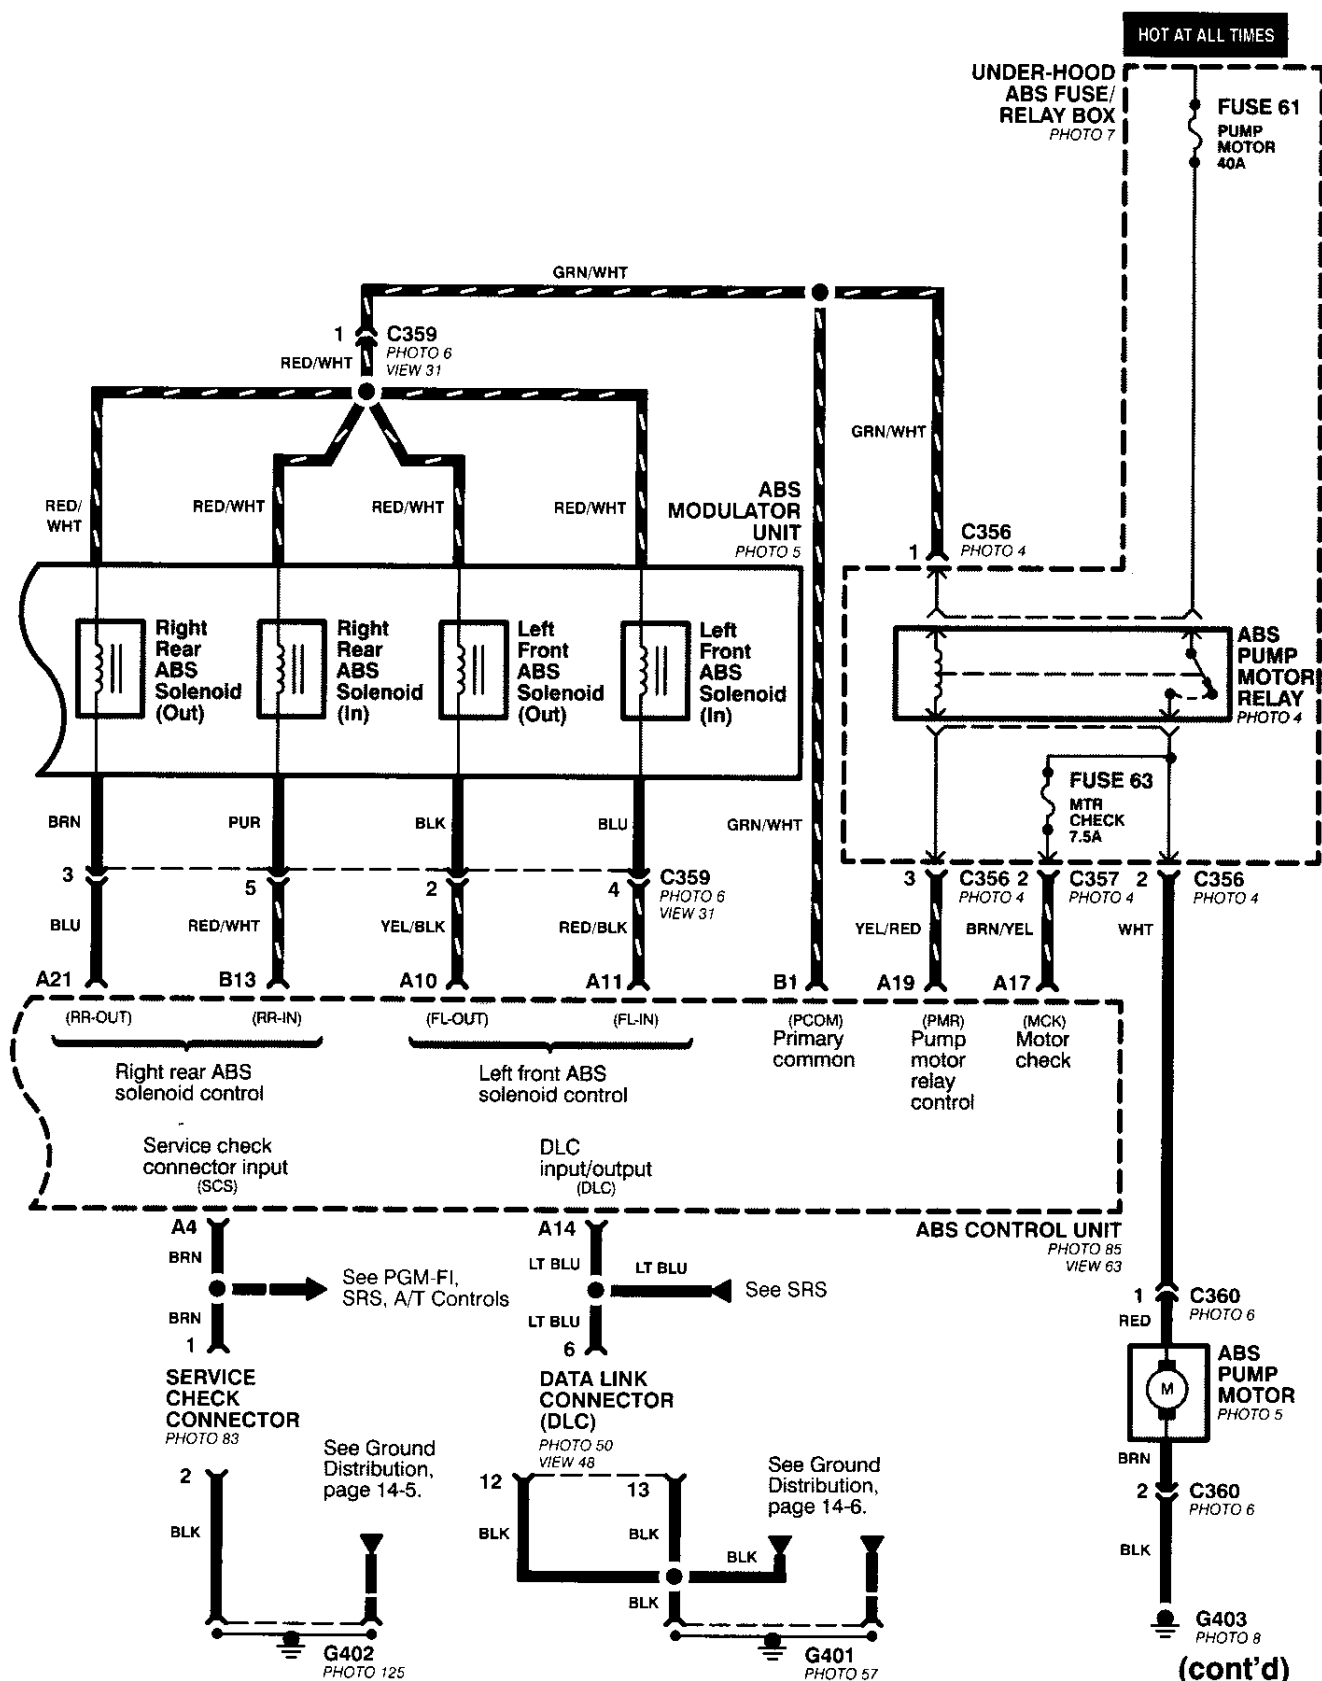 HOT AT ALL TIMES
UNDER-HOOD
ABS FUSE/
RELAY BOX
PHOTO 7
FUSE 61
PUMP
MOTOR
40A
GRN/WHT
1
C359
PHOTO 6
VIEW 31
RED/WHT
GRN/WHT
RED/
WHT
RED/WHT
RED/WHT
RED/WHT
ABS
MODULATOR
UNIT
PHOTO 5
1
C356
PHOTO 4
Right
Rear
ABS
Solenoid
(Out)
Right
Rear
ABS
Solenoid
(In)
Left
Front
ABS
Solenoid
(Out)
Left
Front
ABS
Solenoid
(In)
ABS
PUMP
MOTOR
RELAY
PHOTO 4
FUSE 63
MTR
CHECK
7.5A
BRN
PUR
BLK
BLU
GRN/WHT
3
5
2
4
C359
PHOTO 6
VIEW 31
3
C356
PHOTO 4
2
C357
PHOTO 4
2
C356
PHOTO 4
BLU
RED/WHT
YEL/BLK
RED/BLK
YEL/RED
BRN/YEL
WHT
A21
B13
A10
A11
B1
A19
A17
(RR-OUT)
(RR-IN)
(FL-OUT)
(FL-IN)
(PCOM)
Primary
common
(PMR)
Pump
motor
relay
control
(MCK)
Motor
check
Right rear ABS
solenoid control
Left front ABS
solenoid control
Service check
connector input
(SCS)
DLC
input/output
(DLC)
A4
A14
ABS CONTROL UNIT
PHOTO 85
VIEW 63
BRN
LT BLU
LT BLU
See PGM-FI,
SRS, A/T Controls
See SRS
BRN
LT BLU
1
6
1
C360
PHOTO 6
RED
SERVICE
CHECK
CONNECTOR
PHOTO 83
DATA LINK
CONNECTOR
(DLC)
PHOTO 50
VIEW 48
ABS
PUMP
MOTOR
PHOTO 5
M
See Ground
Distribution,
page 14-5.
See Ground
Distribution,
page 14-6.
BRN
2
12
13
2
C360
PHOTO 6
BLK
BLK
BLK
BLK
BLK
BLK
G402
PHOTO 125
G401
PHOTO 57
G403
PHOTO 8
(cont'd)